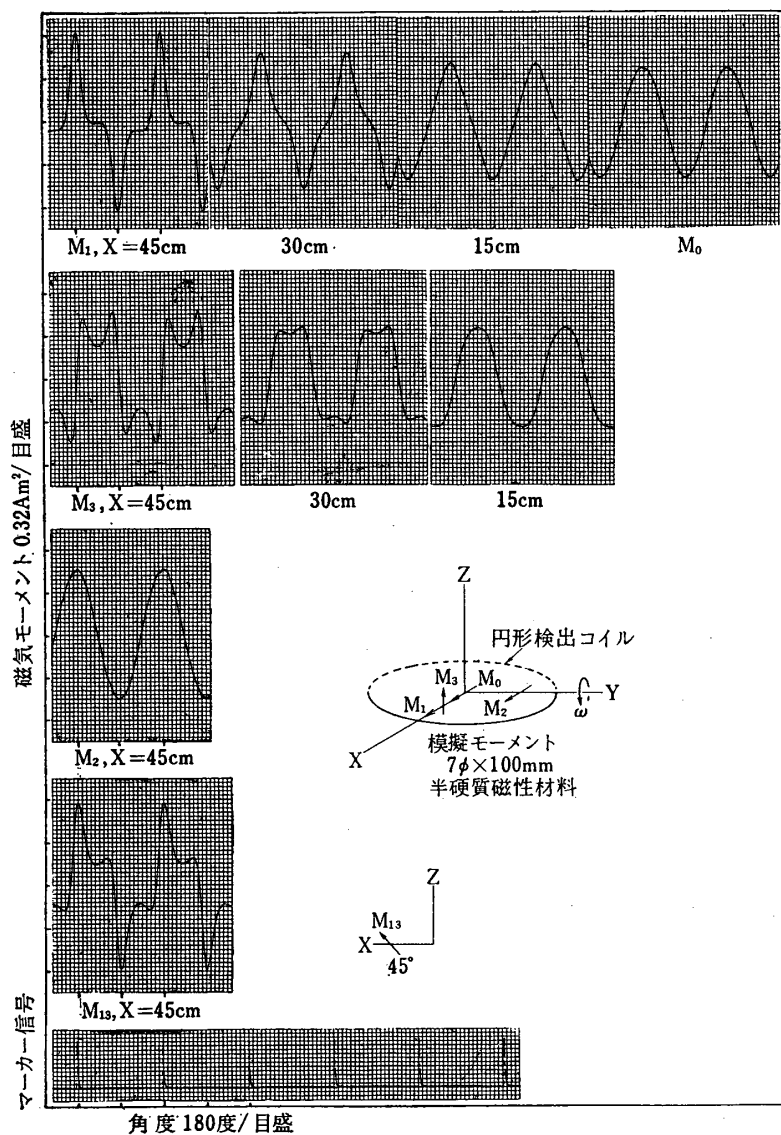 M₁, X=45cm 30cm 15cm M₀
M₃, X=45cm 30cm 15cm
磁気モーメント 0.32Am²/目盛
M₂, X=45cm
Z
円形検出コイル
M₃ M₀
M₁ M₂ ω' Y
X
模擬モーメント
7φ×100mm
半硬質磁性材料
Z
M₁₃
X
45°
M₁₃, X=45cm
マーカー信号
角度 180度/目盛